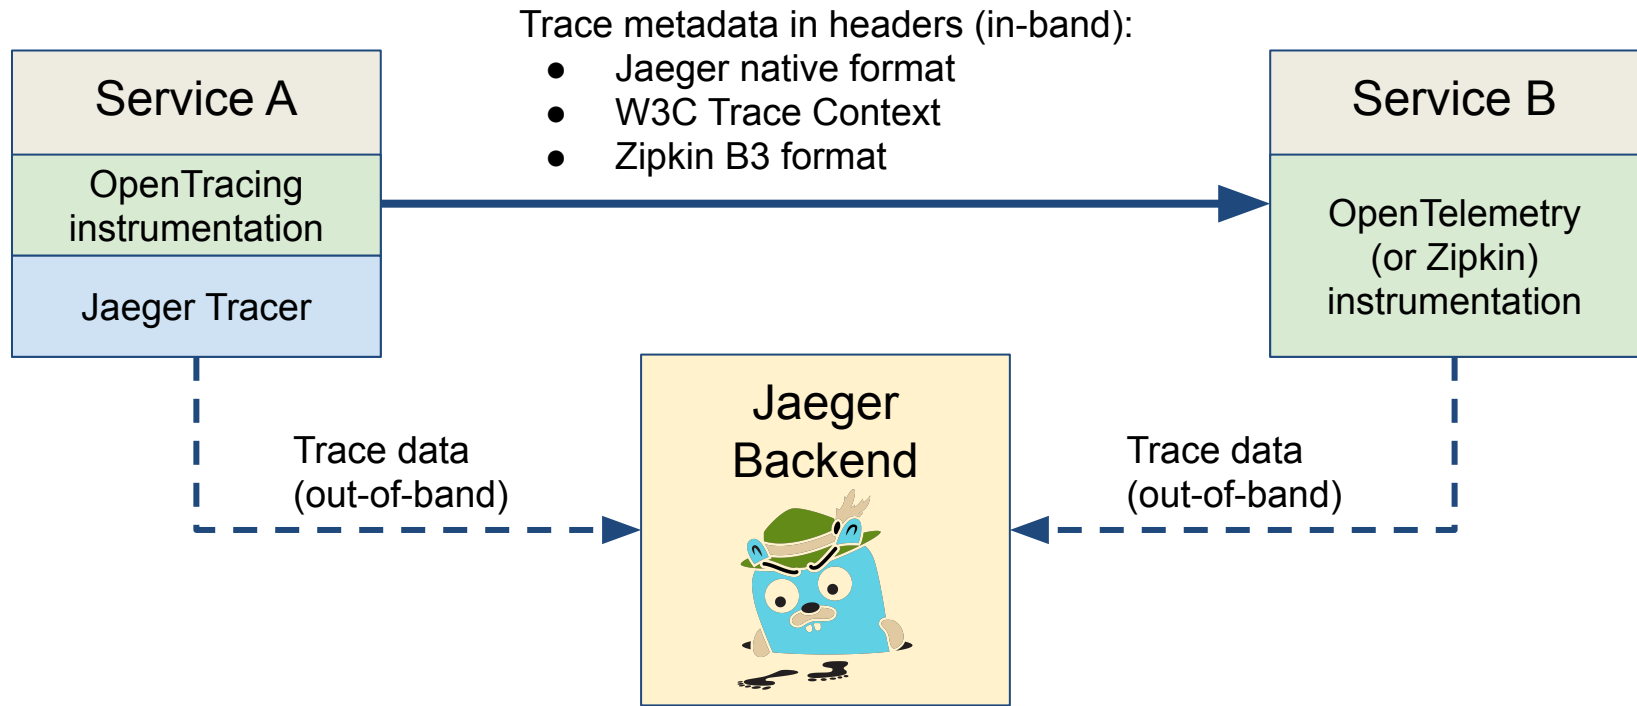 Trace metadata in headers (in-band):
● Jaeger native format
● W3C Trace Context
● Zipkin B3 format
Service A
OpenTracing
instrumentation
Jaeger Tracer
Service B
OpenTelemetry
(or Zipkin)
instrumentation
Trace data
(out-of-band)
Jaeger
Backend
Trace data
(out-of-band)